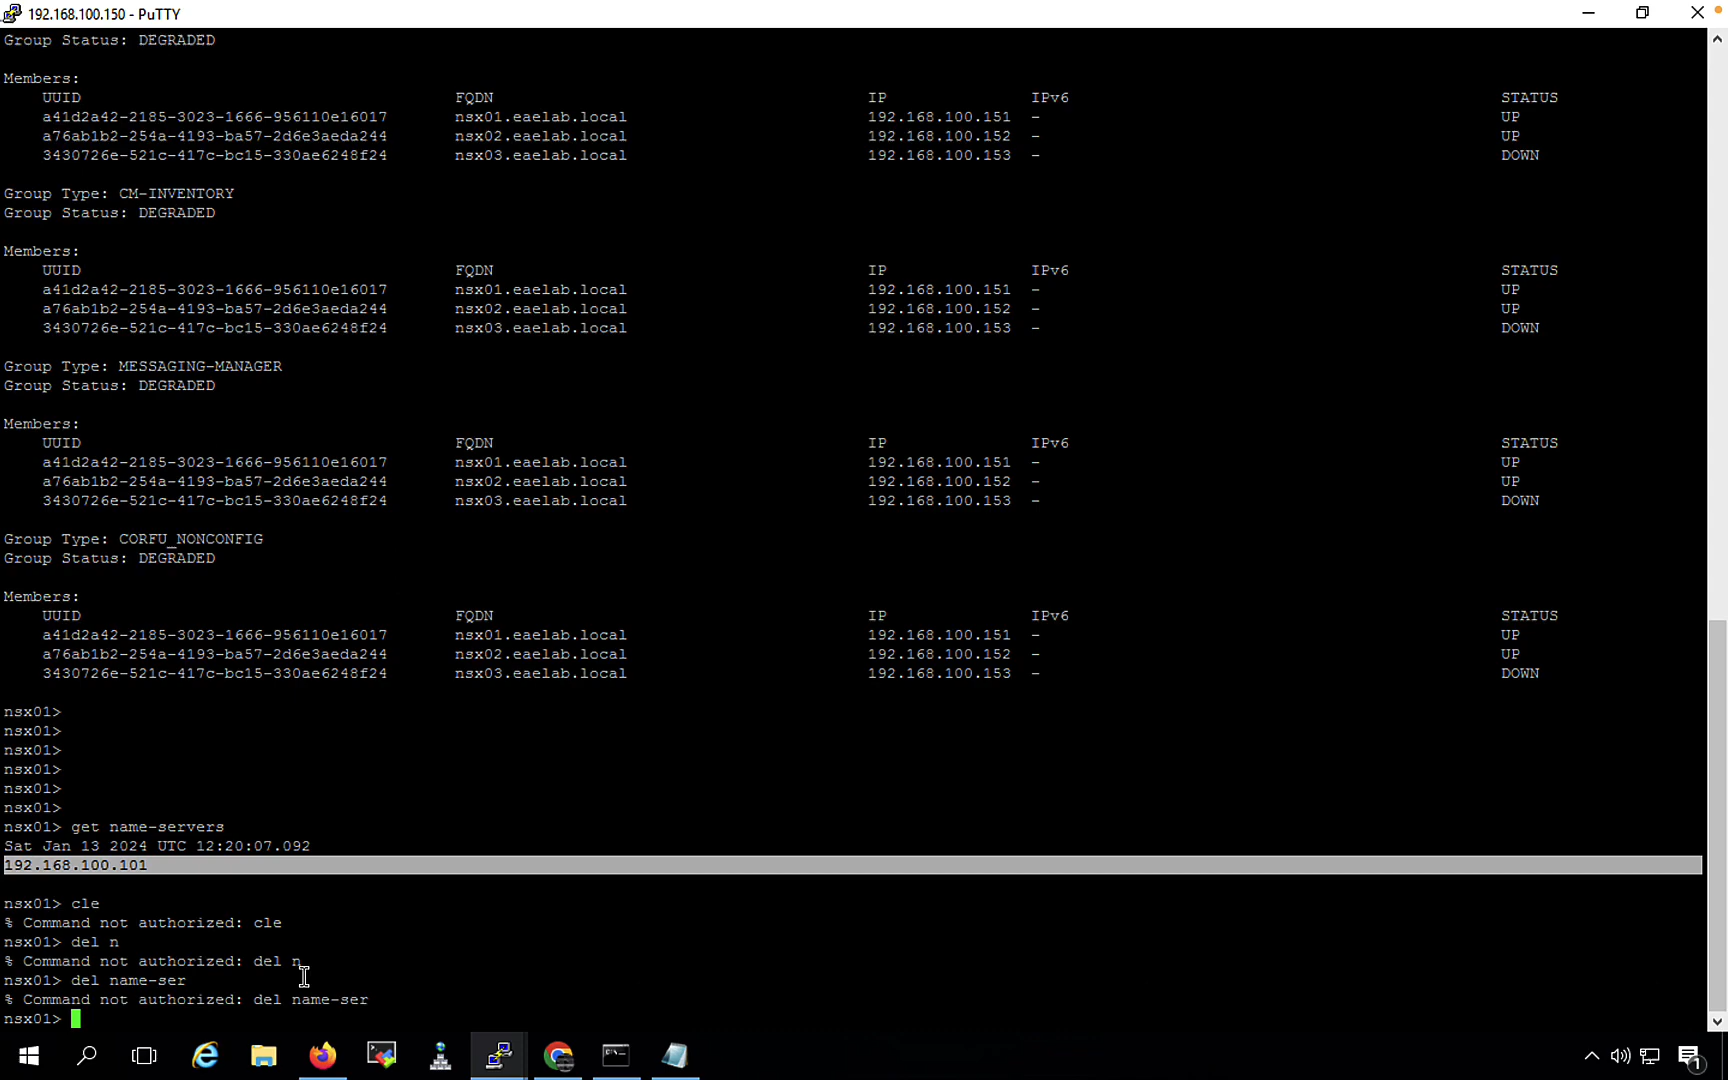 192.168.100.150 - PuTTY
Group Status: DEGRADED
Members:
UUID FQDN IP IPv6 STATUS
a41d2a42-2185-3023-1666-956110e16017 nsx01.eaelab.local 192.168.100.151 - UP
a76ab1b2-254a-4193-ba57-2d6e3aeda244 nsx02.eaelab.local 192.168.100.152 - UP
3430726e-521c-417c-bc15-330ae6248f24 nsx03.eaelab.local 192.168.100.153 - DOWN
Group Type: CM-INVENTORY
Group Status: DEGRADED
Members:
UUID FQDN IP IPv6 STATUS
a41d2a42-2185-3023-1666-956110e16017 nsx01.eaelab.local 192.168.100.151 - UP
a76ab1b2-254a-4193-ba57-2d6e3aeda244 nsx02.eaelab.local 192.168.100.152 - UP
3430726e-521c-417c-bc15-330ae6248f24 nsx03.eaelab.local 192.168.100.153 - DOWN
Group Type: MESSAGING-MANAGER
Group Status: DEGRADED
Members:
UUID FQDN IP IPv6 STATUS
a41d2a42-2185-3023-1666-956110e16017 nsx01.eaelab.local 192.168.100.151 - UP
a76ab1b2-254a-4193-ba57-2d6e3aeda244 nsx02.eaelab.local 192.168.100.152 - UP
3430726e-521c-417c-bc15-330ae6248f24 nsx03.eaelab.local 192.168.100.153 - DOWN
Group Type: CORFU_NONCONFIG
Group Status: DEGRADED
Members:
UUID FQDN IP IPv6 STATUS
a41d2a42-2185-3023-1666-956110e16017 nsx01.eaelab.local 192.168.100.151 - UP
a76ab1b2-254a-4193-ba57-2d6e3aeda244 nsx02.eaelab.local 192.168.100.152 - UP
3430726e-521c-417c-bc15-330ae6248f24 nsx03.eaelab.local 192.168.100.153 - DOWN
nsx01>
nsx01>
nsx01>
nsx01>
nsx01>
nsx01>
nsx01> get name-servers
Sat Jan 13 2024 UTC 12:20:07.092
192.168.100.101
nsx01> cle
% Command not authorized: cle
nsx01> del n
% Command not authorized: del n
nsx01> del name-ser
% Command not authorized: del name-ser
nsx01>
1